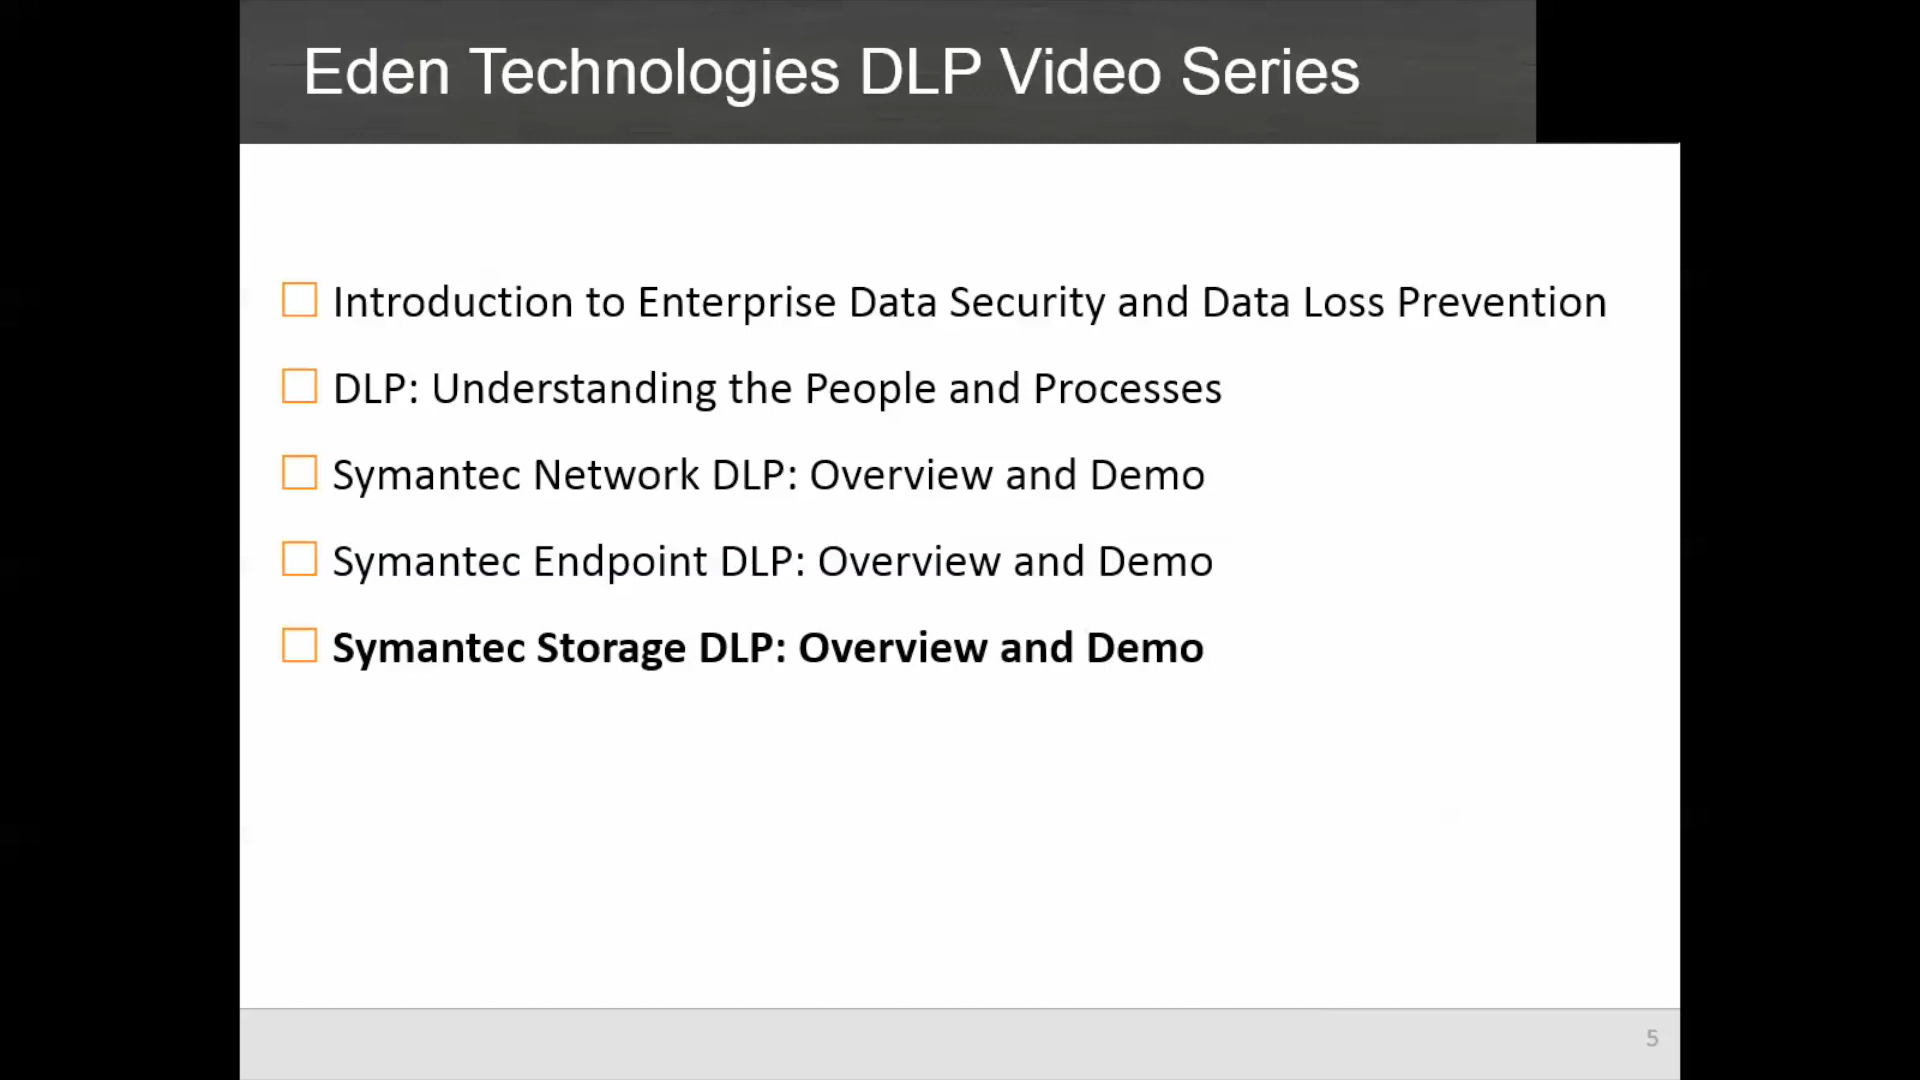 Eden Technologies DLP Video Series
Introduction to Enterprise Data Security and Data Loss Prevention
DLP: Understanding the People and Processes
Symantec Network DLP: Overview and Demo
Symantec Endpoint DLP: Overview and Demo
Symantec Storage DLP: Overview and Demo
5